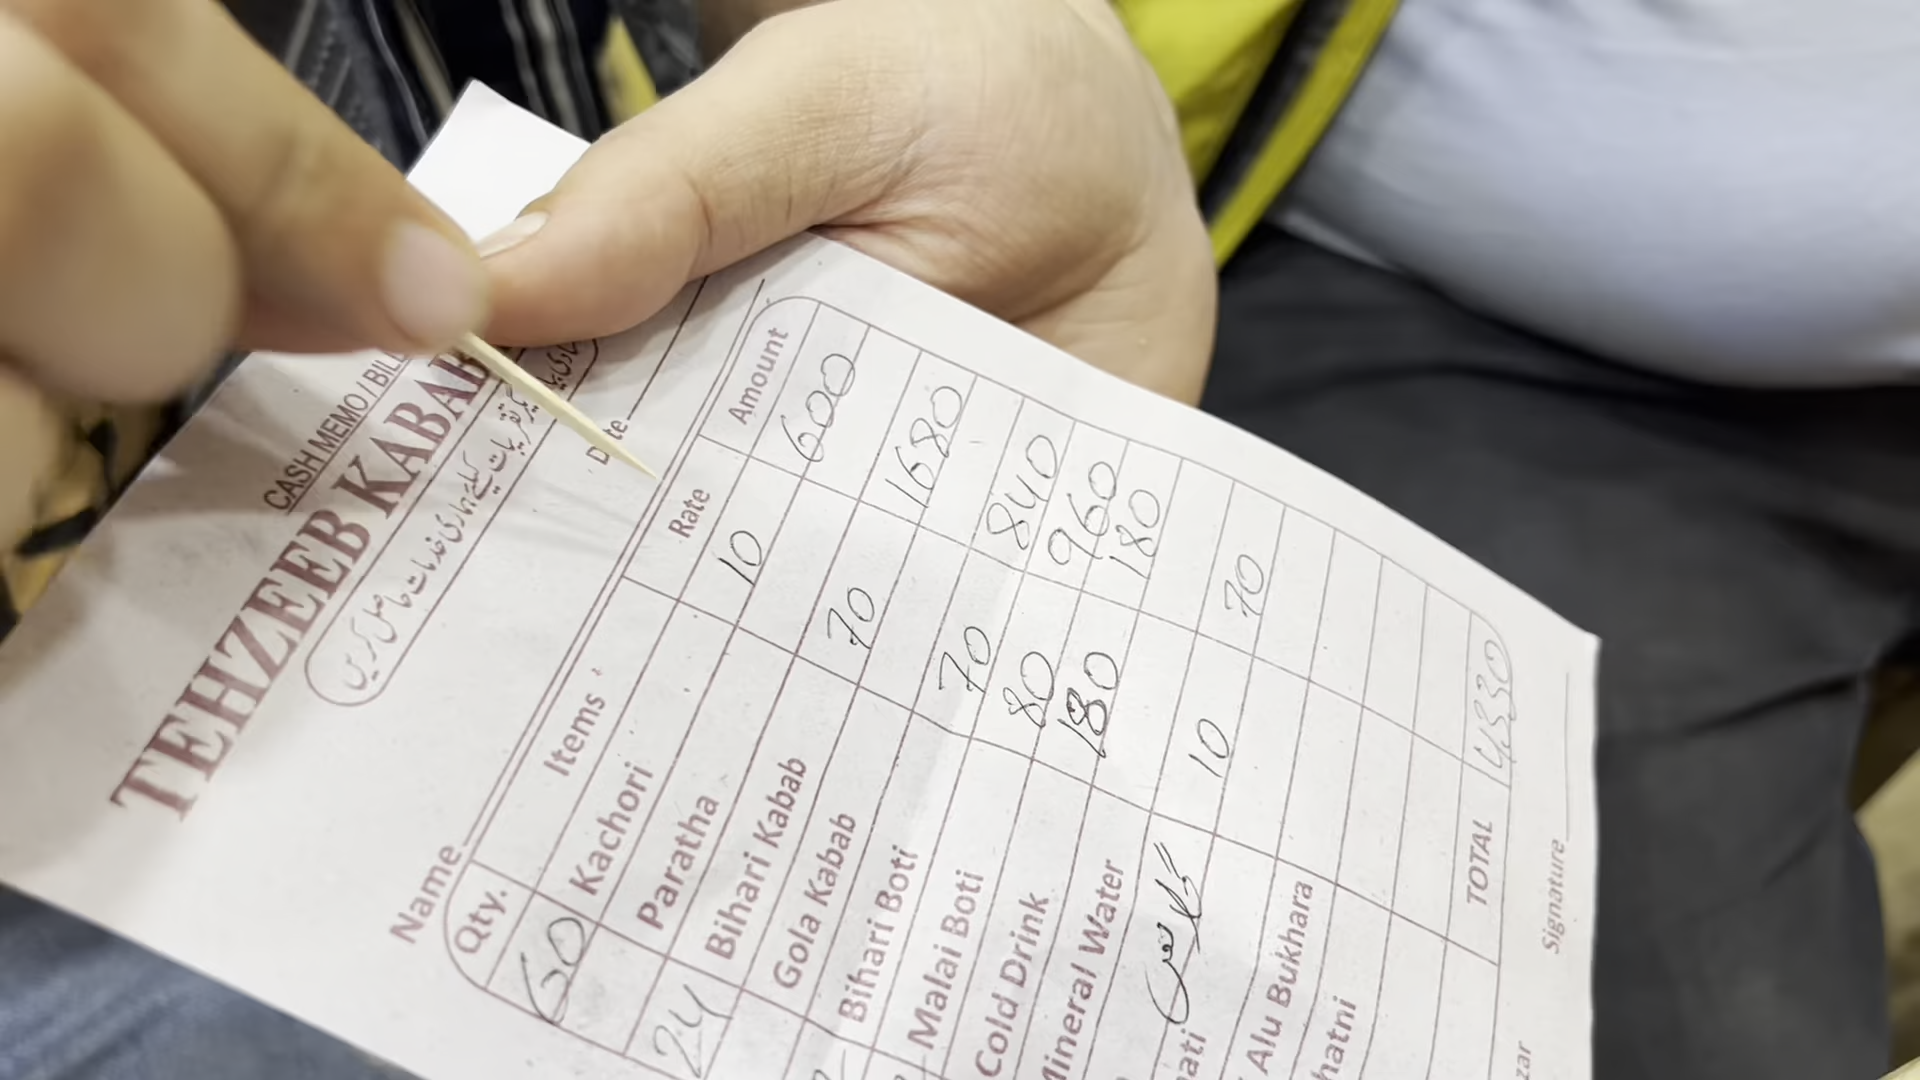 CASH MEMO / BILL
TEHZEEB KABAB
Name
Date
Qty. Items Rate Amount
60 Kachori 10 600
Paratha
24 Bihari Kabab 70 1680
Gola Kabab
Bihari Boti 70 840
Malai Boti 80 960
Cold Drink 180 180
Mineral Water
گلاس 10 70
Alu Bukhara
TOTAL 4330
Signature